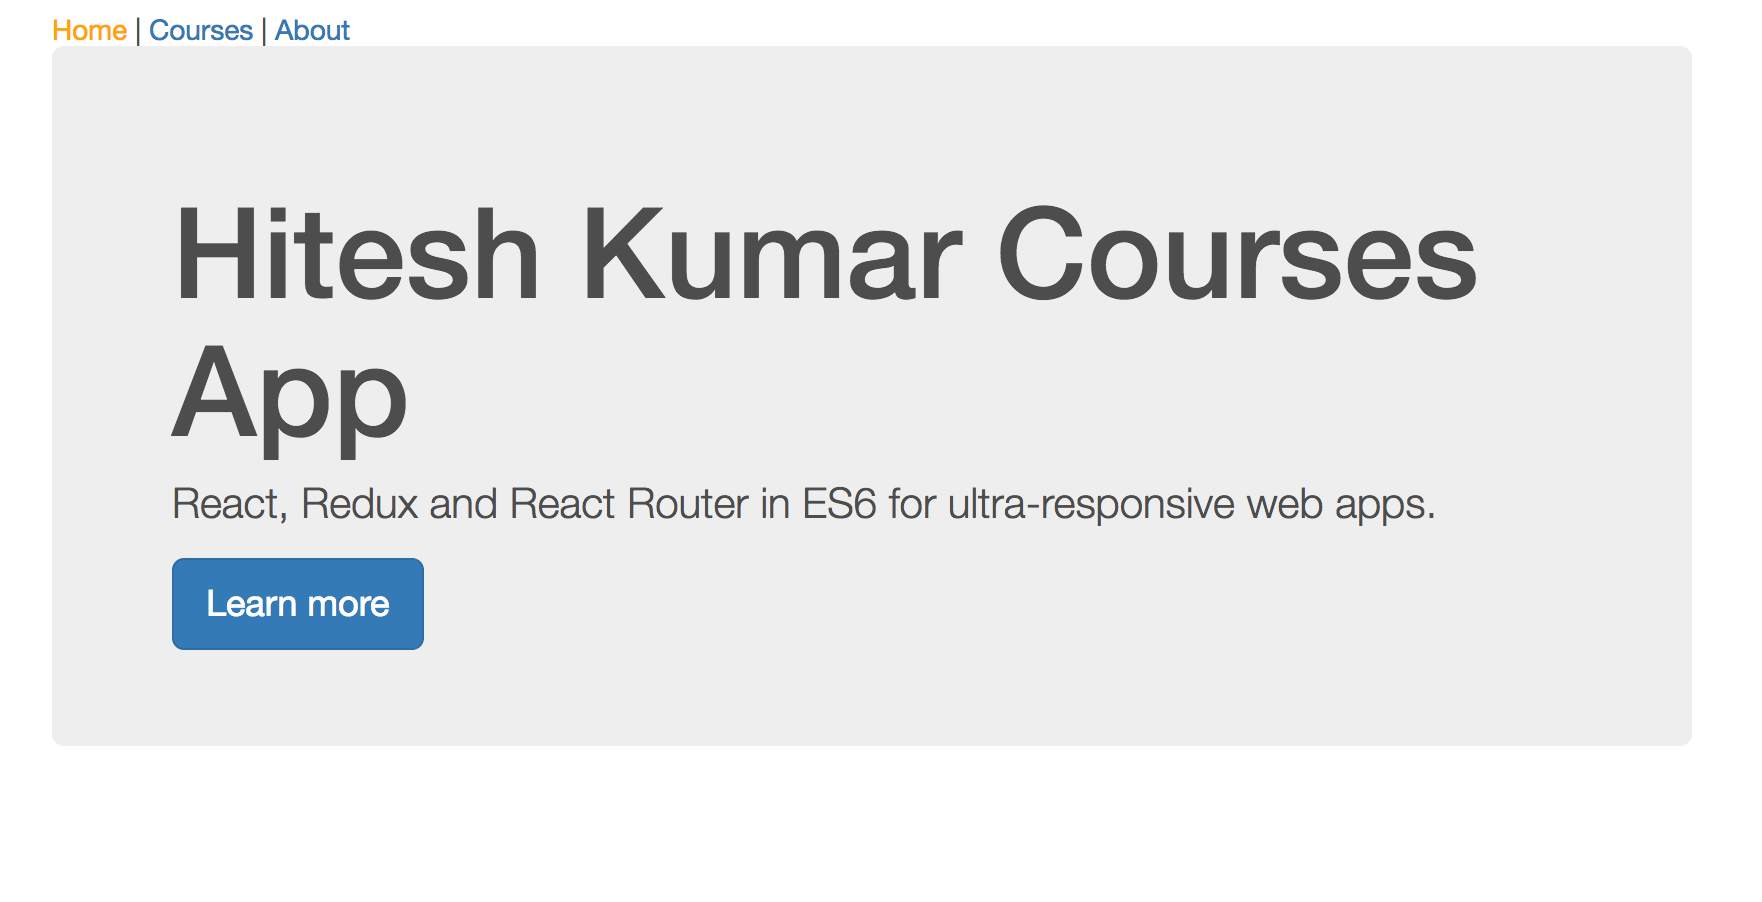 Home | Courses | About
Hitesh Kumar Courses
App
React, Redux and React Router in ES6 for ultra-responsive web apps.
Learn more